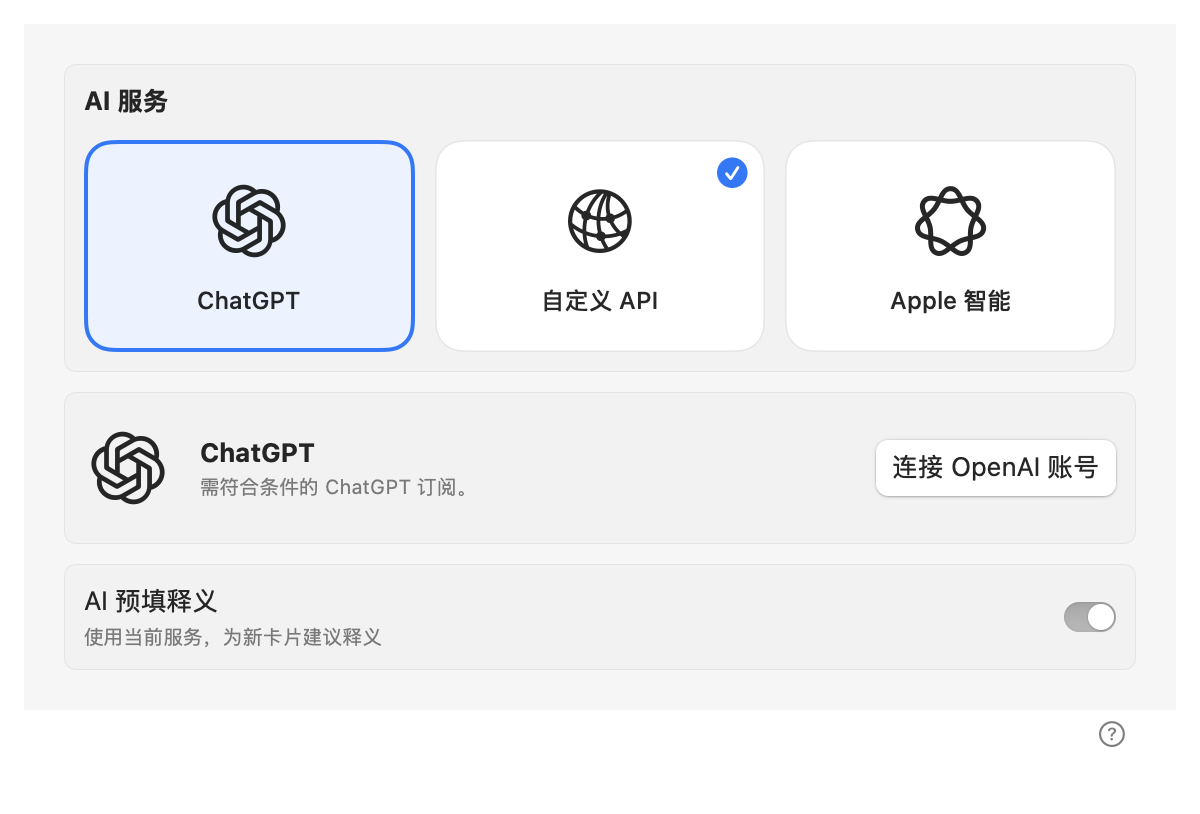 AI 服务
ChatGPT
自定义 API
Apple 智能
ChatGPT
需符合条件的 ChatGPT 订阅。
连接 OpenAI 账号
AI 预填释义
使用当前服务，为新卡片建议释义
?